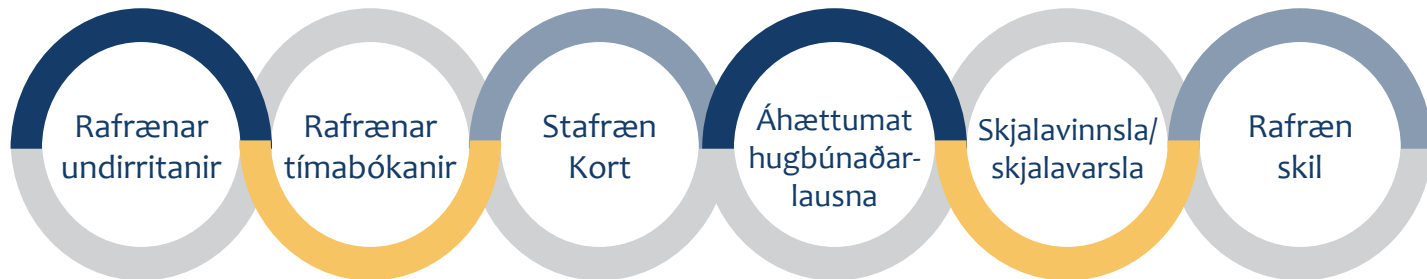 Rafrænar
undirritanir
Rafrænar
tímabókanir
Stafræn
Kort
Áhættumat
hugbúnaðar-
lausna
Skjalavinnsla/
skjalavarsla
Rafræn
skil